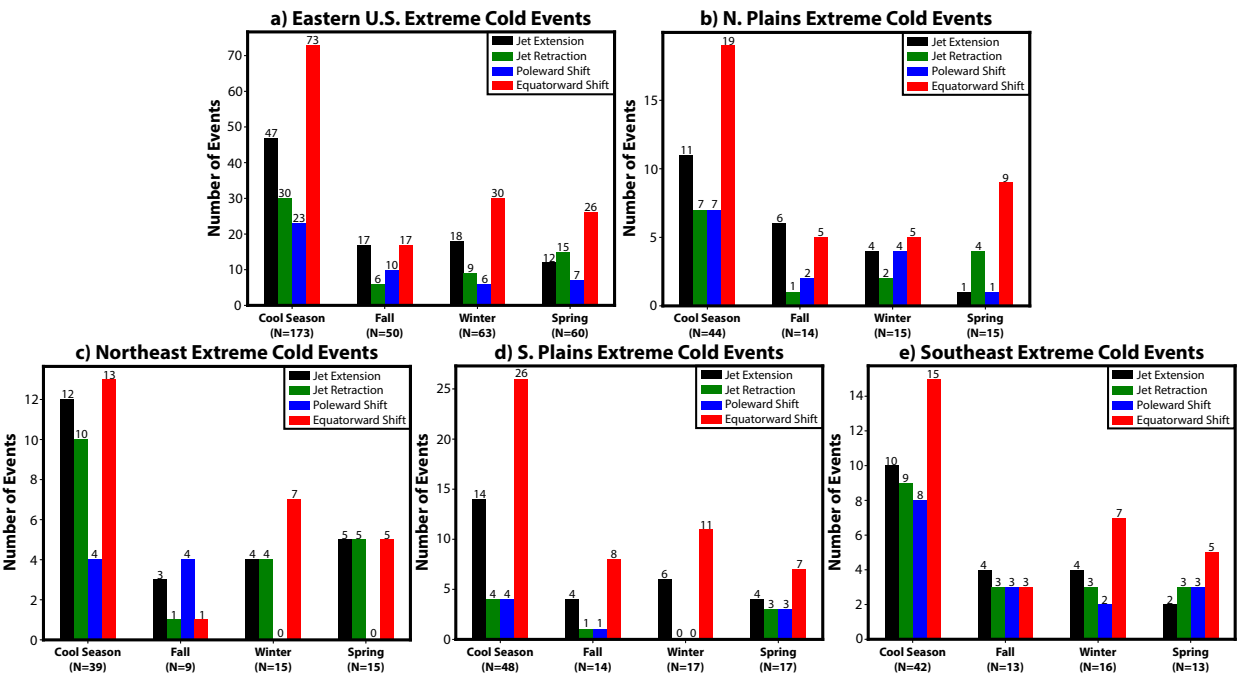 a) Eastern U.S. Extreme Cold Events
Number of Events
70
60
50
40
30
20
10
0
Jet Extension
Jet Retraction
Poleward Shift
Equatorward Shift
47
30
23
73
17
6
10
17
18
9
6
30
12
15
7
26
Cool Season
(N=173)
Fall
(N=50)
Winter
(N=63)
Spring
(N=60)
b) N. Plains Extreme Cold Events
Number of Events
15
10
5
0
Jet Extension
Jet Retraction
Poleward Shift
Equatorward Shift
11
7
7
19
6
1
2
5
4
2
4
5
1
4
1
9
Cool Season
(N=44)
Fall
(N=14)
Winter
(N=15)
Spring
(N=15)
c) Northeast Extreme Cold Events
Number of Events
12
10
8
6
4
2
0
Jet Extension
Jet Retraction
Poleward Shift
Equatorward Shift
12
10
4
13
3
1
4
1
4
4
0
7
5
5
0
5
Cool Season
(N=39)
Fall
(N=9)
Winter
(N=15)
Spring
(N=15)
d) S. Plains Extreme Cold Events
Number of Events
25
20
15
10
5
0
Jet Extension
Jet Retraction
Poleward Shift
Equatorward Shift
14
4
4
26
4
1
1
8
6
0
0
11
4
3
3
7
Cool Season
(N=48)
Fall
(N=14)
Winter
(N=17)
Spring
(N=17)
e) Southeast Extreme Cold Events
Number of Events
14
12
10
8
6
4
2
0
Jet Extension
Jet Retraction
Poleward Shift
Equatorward Shift
10
9
8
15
4
3
3
3
4
3
2
7
2
3
3
5
Cool Season
(N=42)
Fall
(N=13)
Winter
(N=16)
Spring
(N=13)